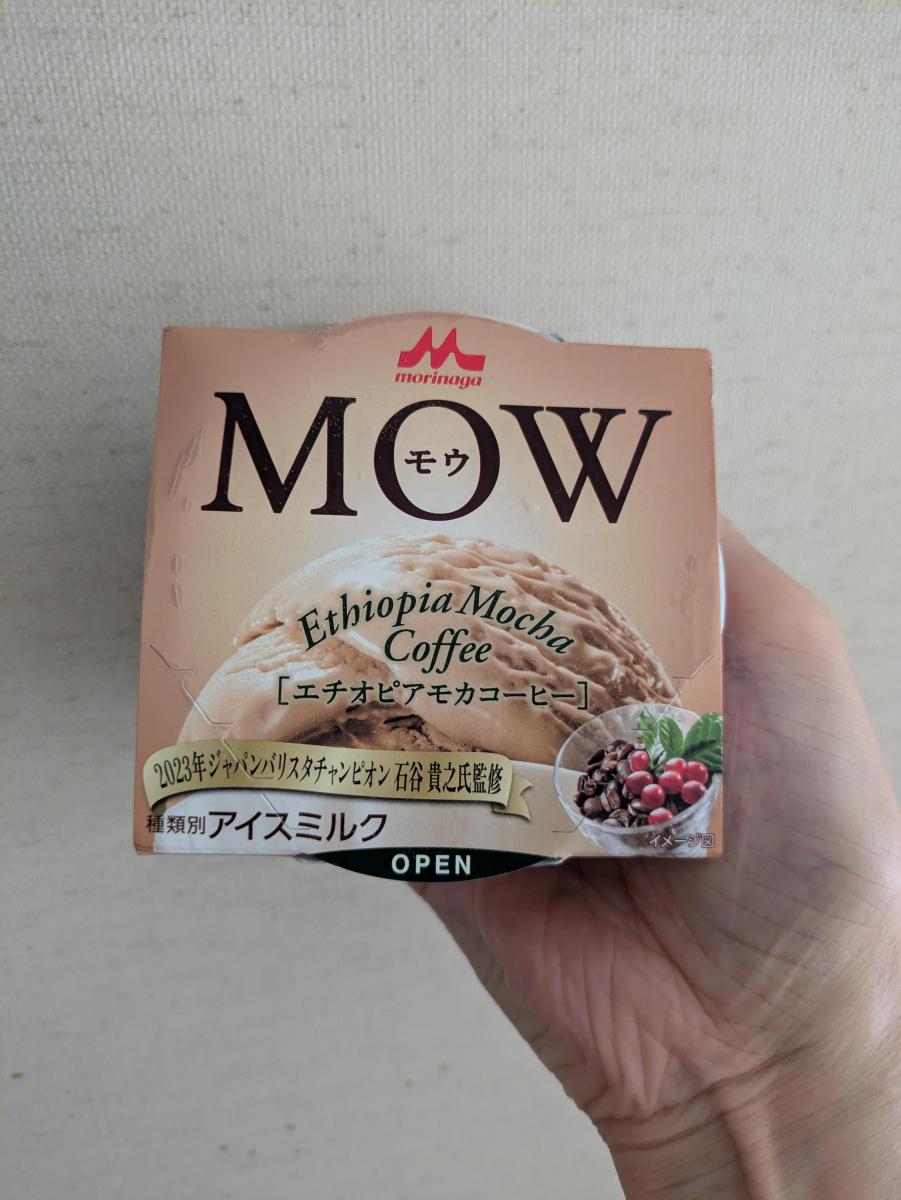 morinaga
MOW
モウ
Ethiopia Mocha
Coffee
[エチオピアモカコーヒー]
2023年ジャパンバリスタチャンピオン 石谷 貴之氏監修
種類別アイスミルク
イメージ図
OPEN